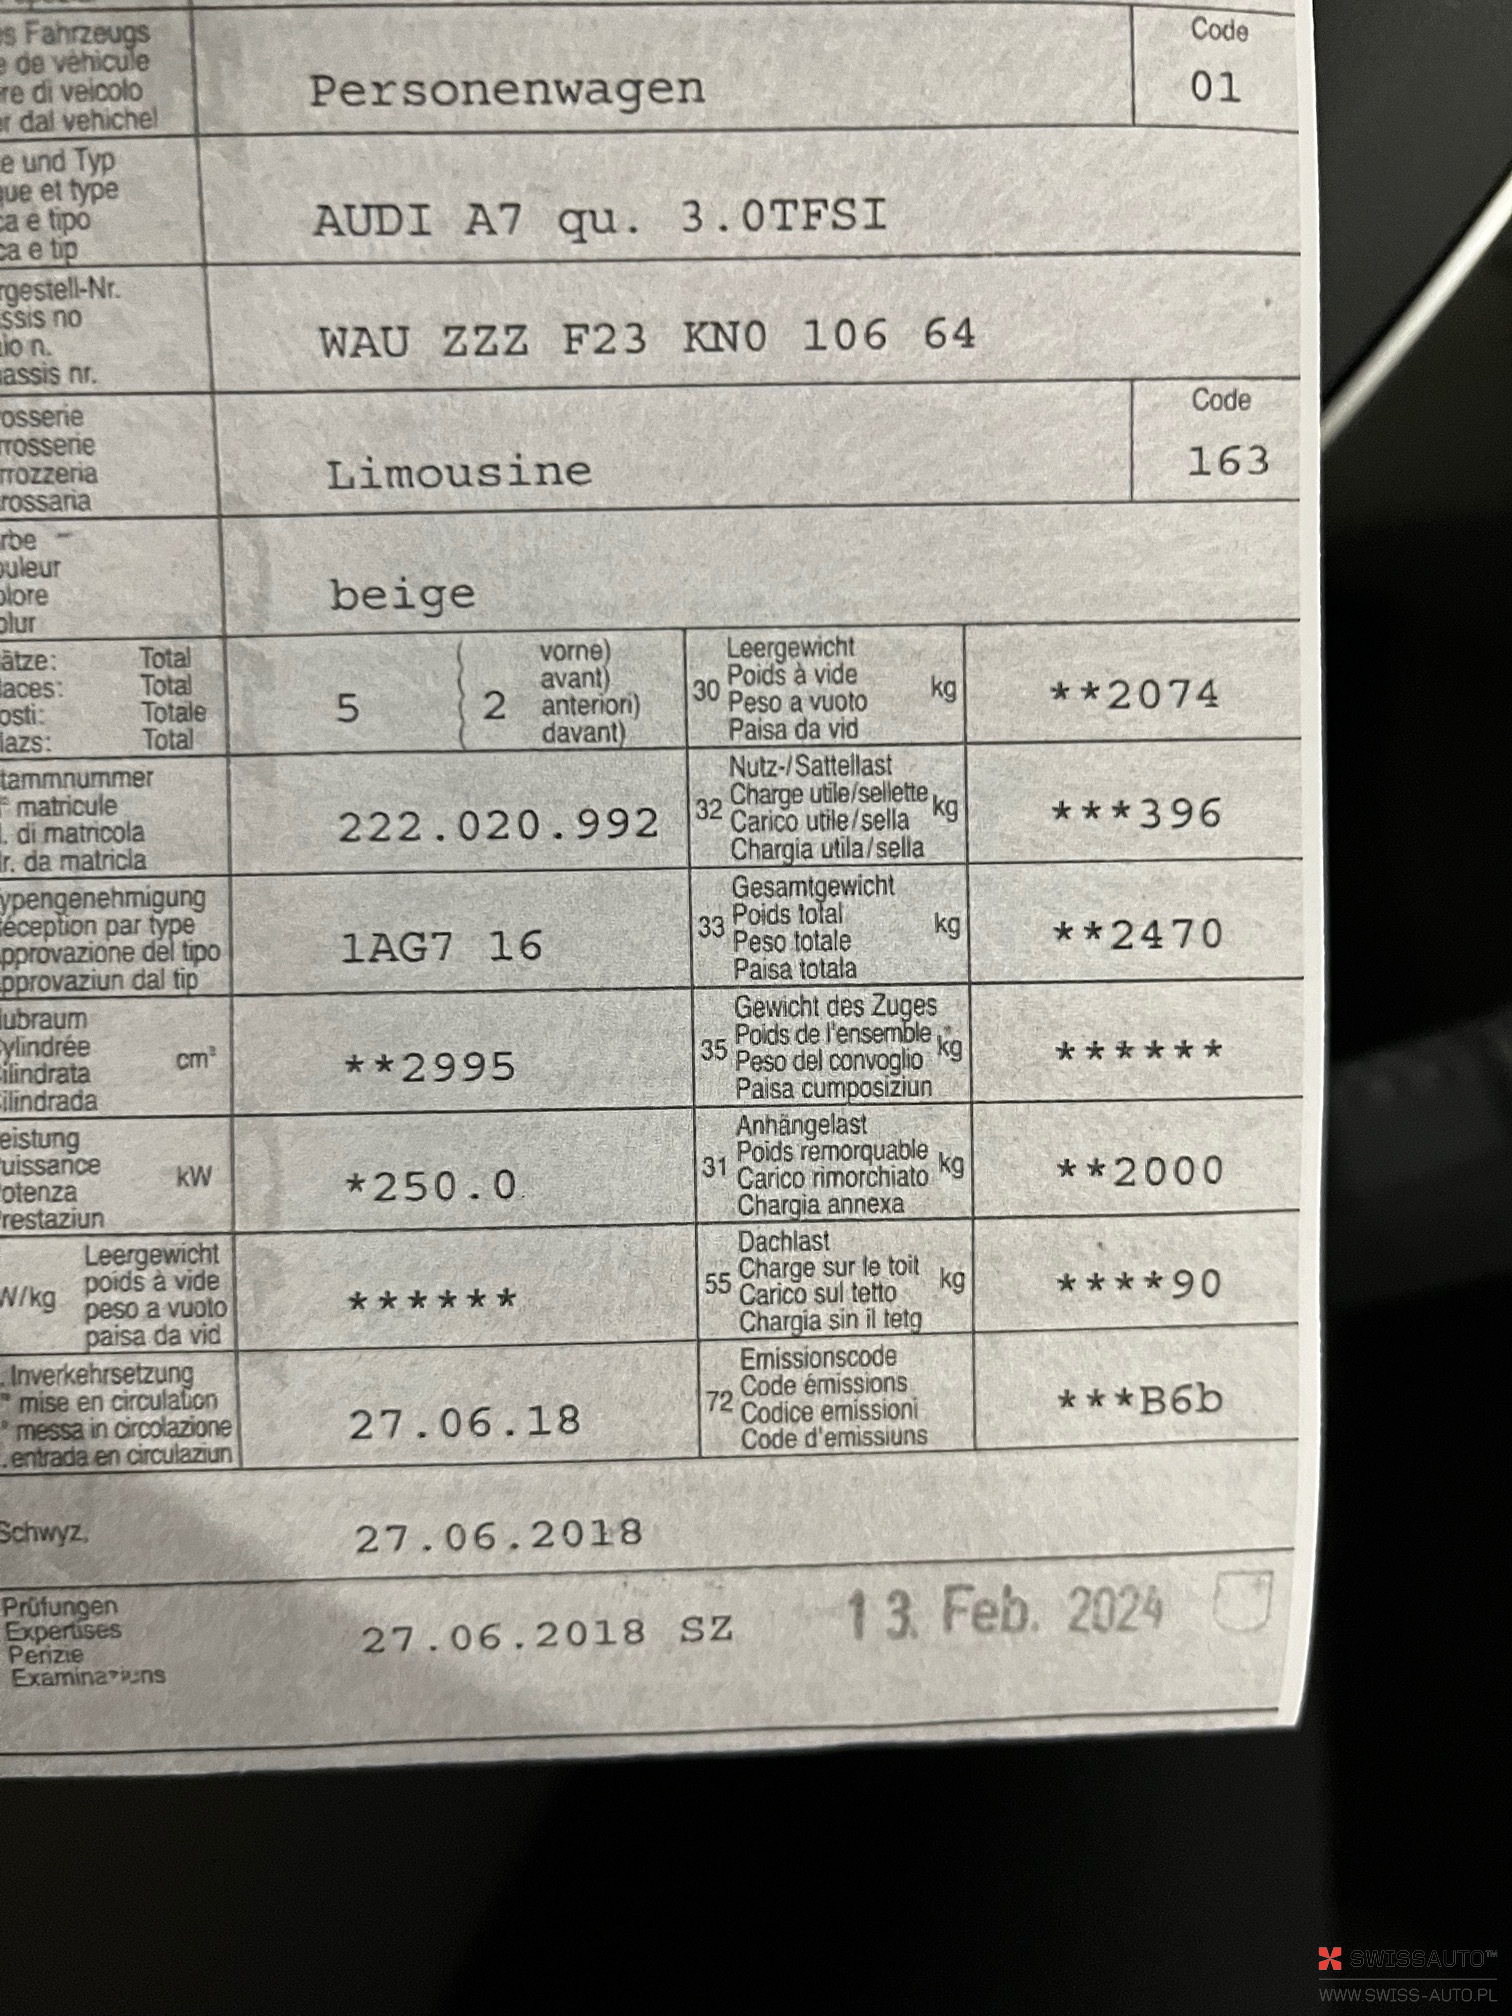 s Fahrzeugs
e de véhicule
re di veicolo
r dal vehichel
Personenwagen
Code
01
e und Typ
ue et type
ca e tipo
ca e tip
AUDI A7 qu. 3.0TFSI
rgestell-Nr.
ssis no
io n.
assis nr.
WAU ZZZ F23 KN0 106 64
osserie
rrosserie
rrozzeria
rossaria
Limousine
Code
163
rbe
ouleur
olore
olur
beige
ätze: Total
laces: Total
osti: Totale
lazs: Total
5
2
vorne)
avant)
anteriori)
davant)
30
Leergewicht
Poids à vide
Peso a vuoto
Paisa da vid
kg
**2074
tammnummer
matricule
. di matricola
r. da matricla
222.020.992
32
Nutz-/Sattellast
Charge utile/sellette
Carico utile/sella
Chargia utila/sella
kg
***396
ypengenehmigung
éception par type
pprovazione del tipo
pprovaziun dal tip
1AG7 16
33
Gesamtgewicht
Poids total
Peso totale
Paisa totala
kg
**2470
ubraum
ylindrée
ilindrata
ilindrada
cm³
**2995
35
Gewicht des Zuges
Poids de l'ensemble
Peso del convoglio
Paisa cumposiziun
kg
******
eistung
uissance
otenza
restaziun
kW
*250.0
31
Anhängelast
Poids remorquable
Carico rimorchiato
Chargia annexa
kg
**2000
W/kg
Leergewicht
poids à vide
peso a vuoto
paisa da vid
******
55
Dachlast
Charge sur le toit
Carico sul tetto
Chargia sin il tetg
kg
****90
. Inverkehrsetzung
mise en circulation
messa in circolazione
. entrada en circulaziun
27.06.18
72
Emissionscode
Code émissions
Codice emissioni
Code d'emissiuns
***B6b
Schwyz,
27.06.2018
Prüfungen
Expertises
Perizie
Examinaziuns
27.06.2018 SZ
13. Feb. 2024
SWISSAUTO™
WWW.SWISS-AUTO.PL